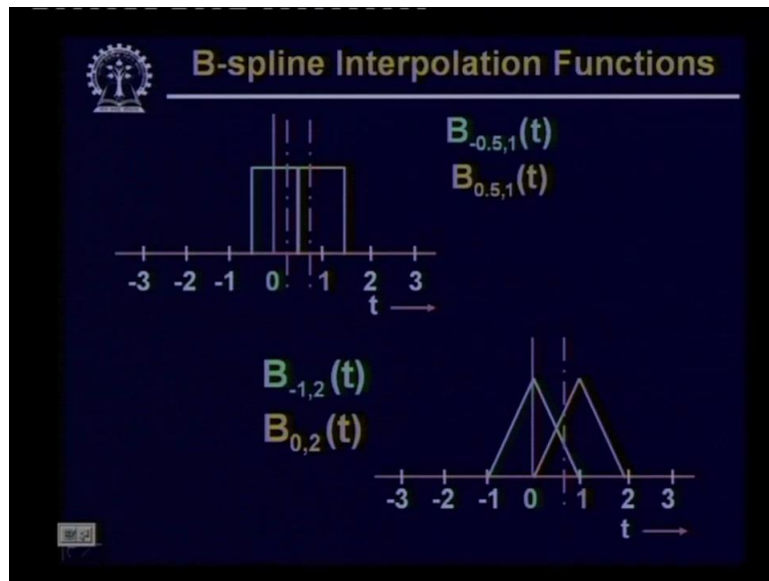 B-spline Interpolation Functions
B-0.5,1(t)
B0.5,1(t)
-3 -2 -1 0 1 2 3
t
B-1,2(t)
B0,2(t)
-3 -2 -1 0 1 2 3
t